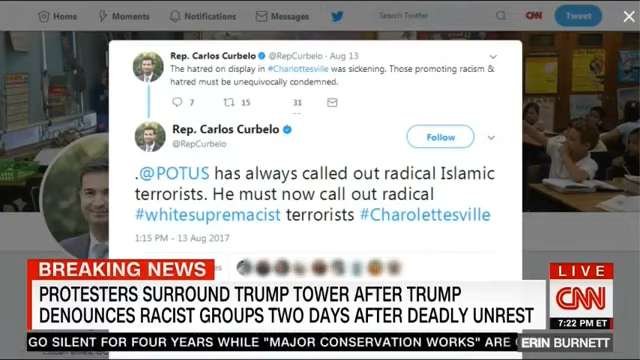 Home Moments Notifications Messages Search Twitter CNN Tweet
Rep. Carlos Curbelo @RepCurbelo · Aug 13
The hatred on display in #Charlottesville was sickening. Those promoting racism &
hatred must be unequivocally condemned.
7 15 31
Rep. Carlos Curbelo
@RepCurbelo
Follow
.@POTUS has always called out radical Islamic
terrorists. He must now call out radical
#whitesupremacist terrorists #Charolettesville
1:15 PM - 13 Aug 2017
BREAKING NEWS
LIVE
PROTESTERS SURROUND TRUMP TOWER AFTER TRUMP
DENOUNCES RACIST GROUPS TWO DAYS AFTER DEADLY UNREST
CNN
7:22 PM ET
GO SILENT FOR FOUR YEARS WHILE "MAJOR CONSERVATION WORKS" ARE
ERIN BURNETT